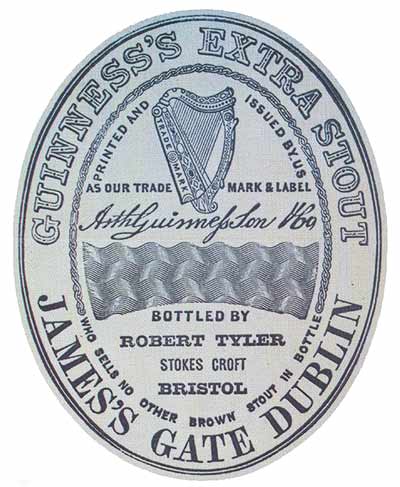 GUINNESS'S EXTRA STOUT
PRINTED AND ISSUED BY US
TRADE MARK
AS OUR TRADE MARK & LABEL
Arth Guinness Son & Co
BOTTLED BY
ROBERT TYLER
STOKES CROFT
BRISTOL
WHO SELLS NO OTHER BROWN STOUT IN BOTTLE
JAMES'S GATE DUBLIN